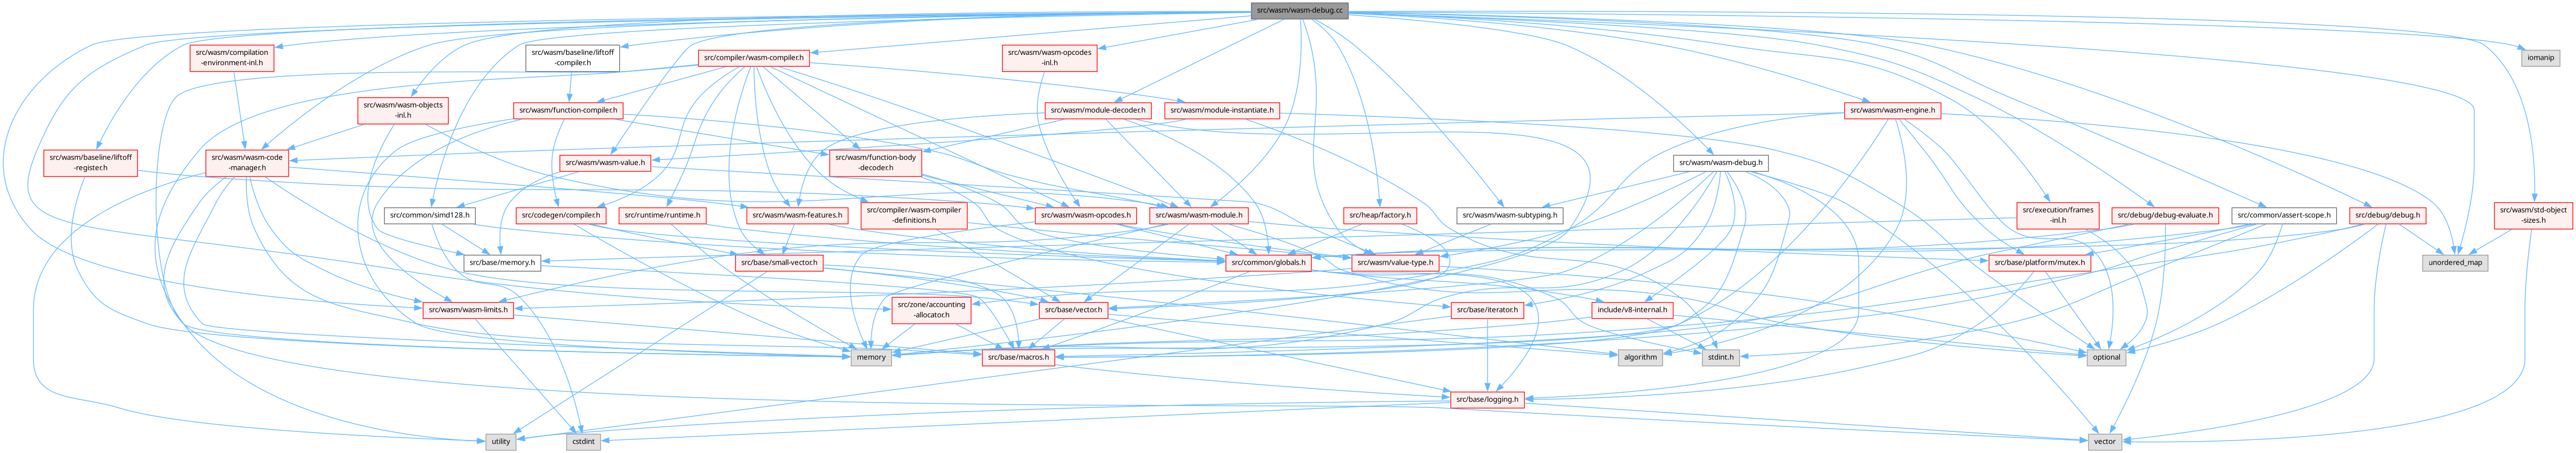 src/wasm/wasm-debug.cc
src/wasm/compilation
-environment-inl.h
src/wasm/baseline/liftoff
-compiler.h
src/compiler/wasm-compiler.h
src/wasm/wasm-opcodes
-inl.h
iomanip
src/wasm/wasm-objects
-inl.h
src/wasm/function-compiler.h
src/wasm/module-decoder.h
src/wasm/module-instantiate.h
src/wasm/wasm-engine.h
src/wasm/baseline/liftoff
-register.h
src/wasm/wasm-code
-manager.h
src/wasm/wasm-value.h
src/wasm/function-body
-decoder.h
src/wasm/wasm-debug.h
src/common/simd128.h
src/codegen/compiler.h
src/runtime/runtime.h
src/wasm/wasm-features.h
src/compiler/wasm-compiler
-definitions.h
src/wasm/wasm-opcodes.h
src/wasm/wasm-module.h
src/heap/factory.h
src/wasm/wasm-subtyping.h
src/execution/frames
-inl.h
src/debug/debug-evaluate.h
src/common/assert-scope.h
src/debug/debug.h
src/wasm/std-object
-sizes.h
src/base/memory.h
src/base/small-vector.h
src/common/globals.h
src/wasm/value-type.h
src/base/platform/mutex.h
unordered_map
src/wasm/wasm-limits.h
src/zone/accounting
-allocator.h
src/base/vector.h
src/base/iterator.h
include/v8-internal.h
memory
src/base/macros.h
algorithm
stdint.h
optional
src/base/logging.h
utility
cstdint
vector